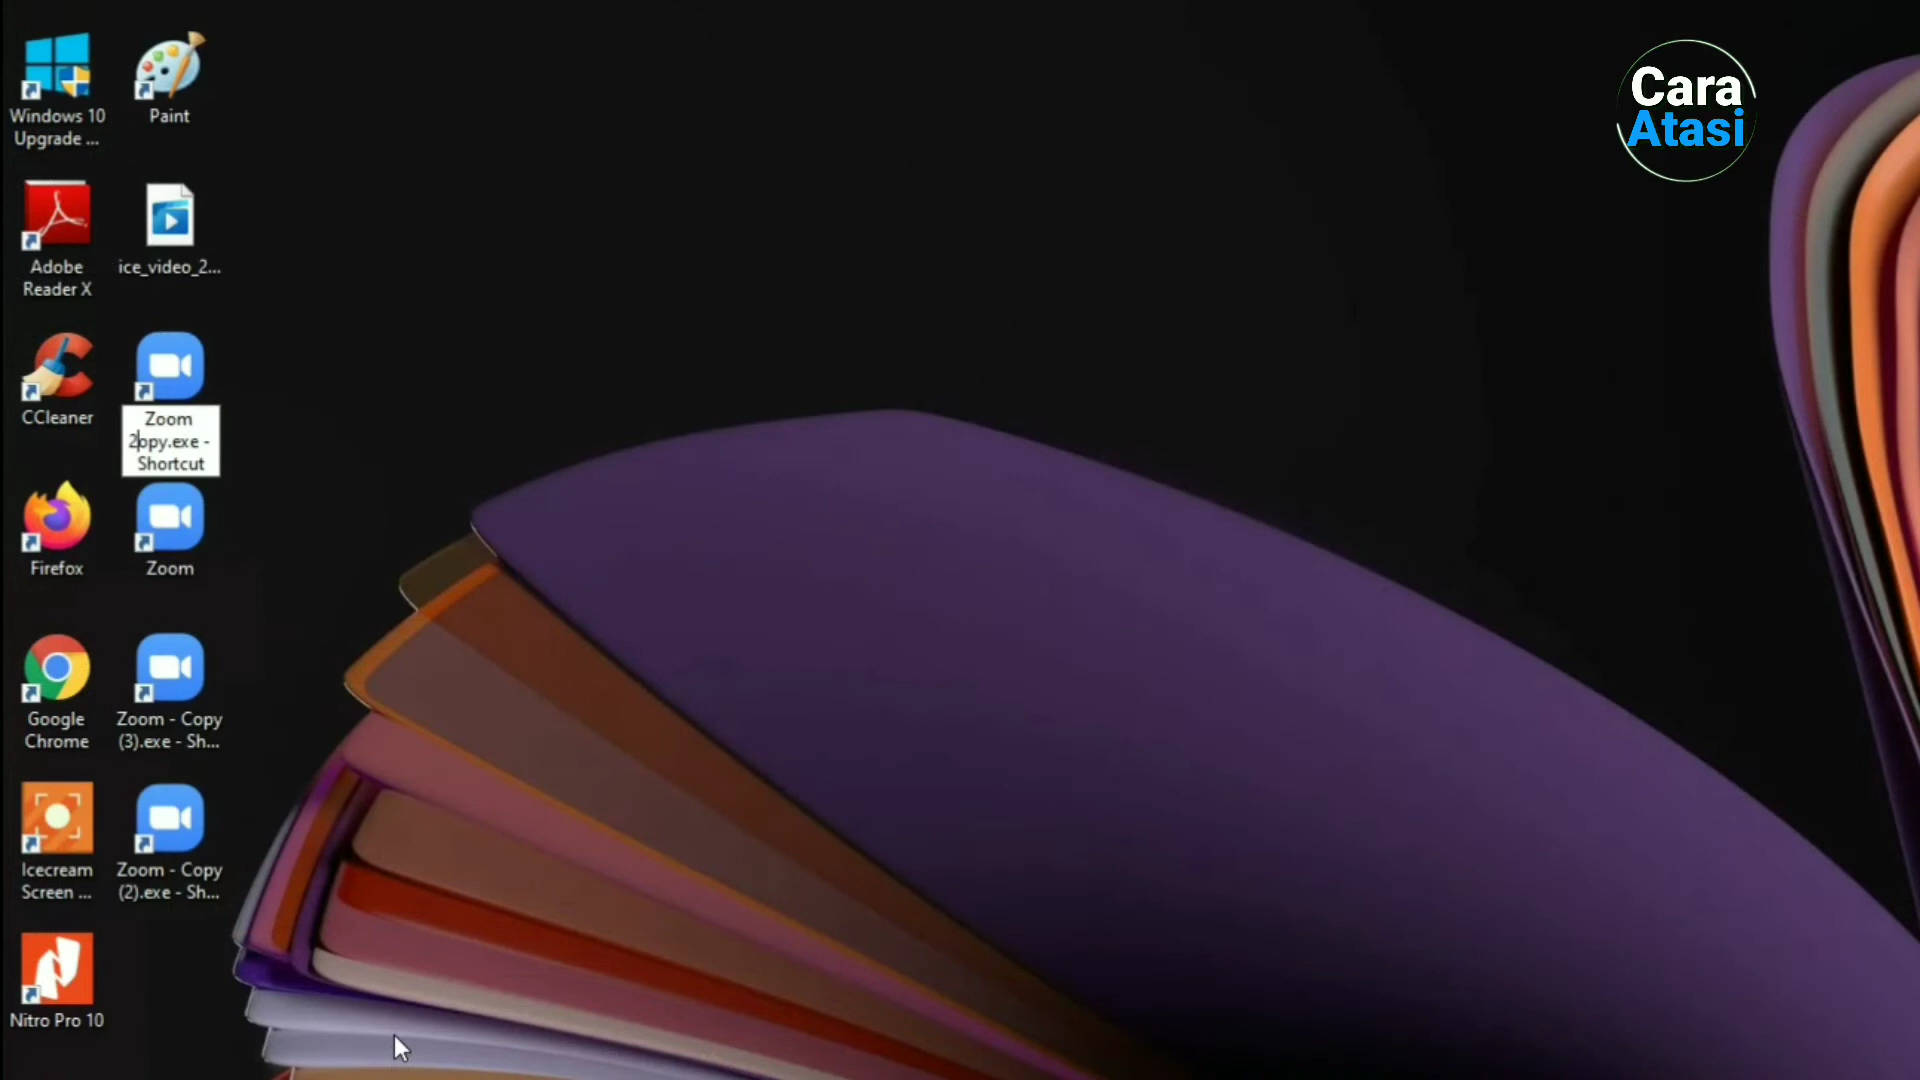 Windows 10
Upgrade ...
Paint
Adobe
Reader X
ice_video_2...
CCleaner
Zoom
2opy.exe -
Shortcut
Firefox
Zoom
Google
Chrome
Zoom - Copy
(3).exe - Sh...
Icecream
Screen ...
Zoom - Copy
(2).exe - Sh...
Nitro Pro 10
Cara
Atasi